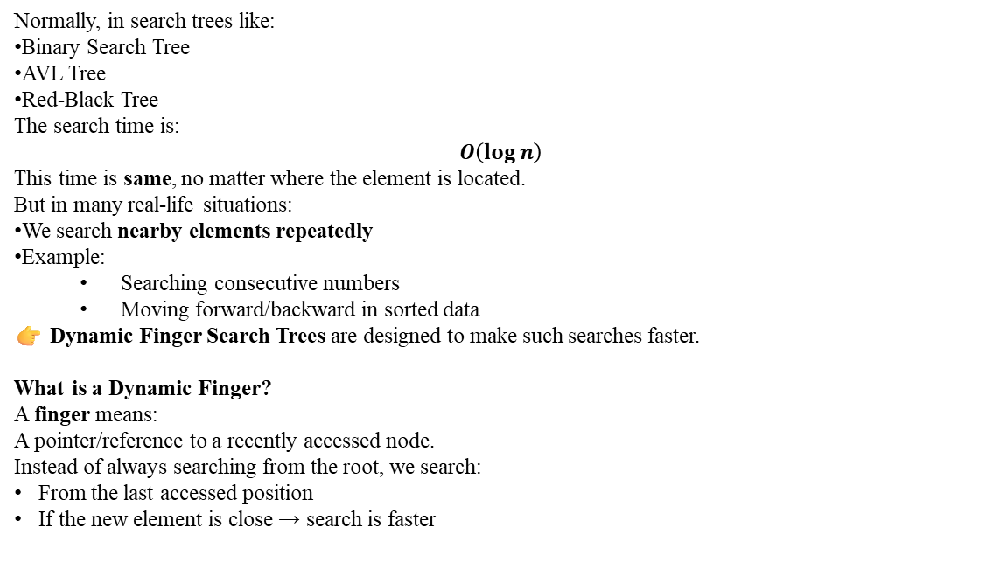 Normally, in search trees like:
•Binary Search Tree
•AVL Tree
•Red-Black Tree
The search time is:
O(log n)
This time is same, no matter where the element is located.
But in many real-life situations:
•We search nearby elements repeatedly
•Example:
• Searching consecutive numbers
• Moving forward/backward in sorted data
👉 Dynamic Finger Search Trees are designed to make such searches faster.
What is a Dynamic Finger?
A finger means:
A pointer/reference to a recently accessed node.
Instead of always searching from the root, we search:
• From the last accessed position
• If the new element is close → search is faster